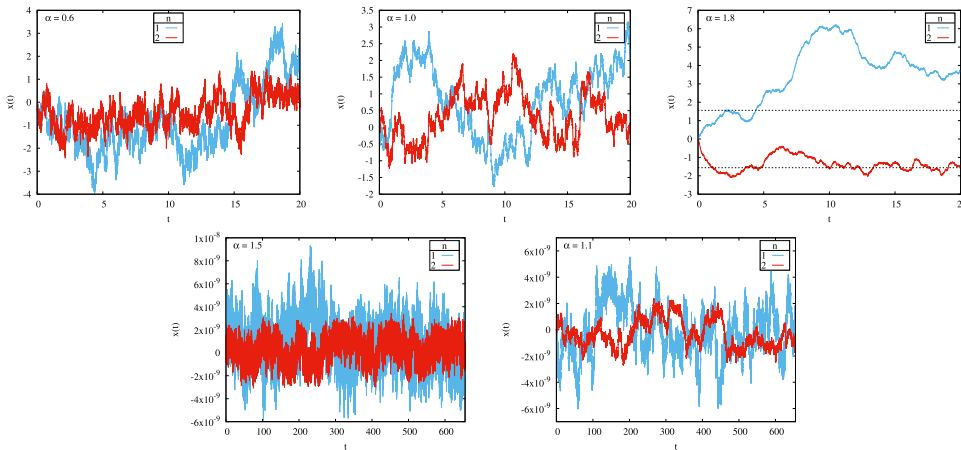 α = 0.6
n
1
2
x(t)
4
3
2
1
0
-1
-2
-3
-4
0 5 10 15 20
t
α = 1.0
n
1
2
x(t)
3.5
3
2.5
2
1.5
1
0.5
0
-0.5
-1
-1.5
-2
0 5 10 15 20
t
α = 1.8
n
1
2
x(t)
7
6
5
4
3
2
1
0
-1
-2
-3
0 5 10 15 20
t
α = 1.5
n
1
2
x(t)
1x10⁻⁸
8x10⁻⁹
6x10⁻⁹
4x10⁻⁹
2x10⁻⁹
0
-2x10⁻⁹
-4x10⁻⁹
-6x10⁻⁹
0 100 200 300 400 500 600
t
α = 1.1
n
1
2
x(t)
6x10⁻⁹
4x10⁻⁹
2x10⁻⁹
0
-2x10⁻⁹
-4x10⁻⁹
-6x10⁻⁹
0 100 200 300 400 500 600
t